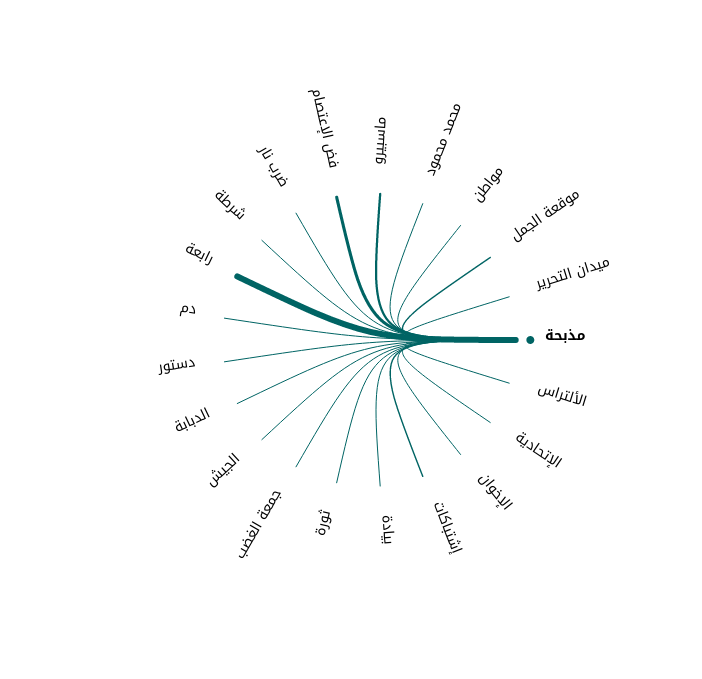 مذبحة
ميدان التحرير
موقعة الجمل
مواطن
محمد محمود
ماسبيرو
فض الإعتصام
ضرب نار
شرطة
رابعة
دم
دستور
الدبابة
الجيش
جمعة الغضب
ثورة
إبادة
إشتباكات
الإخوان
الإتحادية
الألتراس